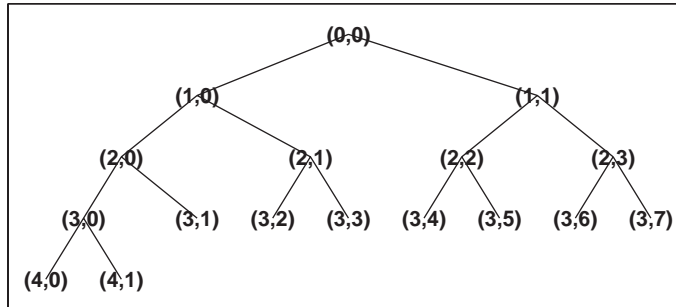 (0,0)
(1,0) (1,1)
(2,0) (2,1) (2,2) (2,3)
(3,0) (3,1) (3,2) (3,3) (3,4) (3,5) (3,6) (3,7)
(4,0) (4,1)